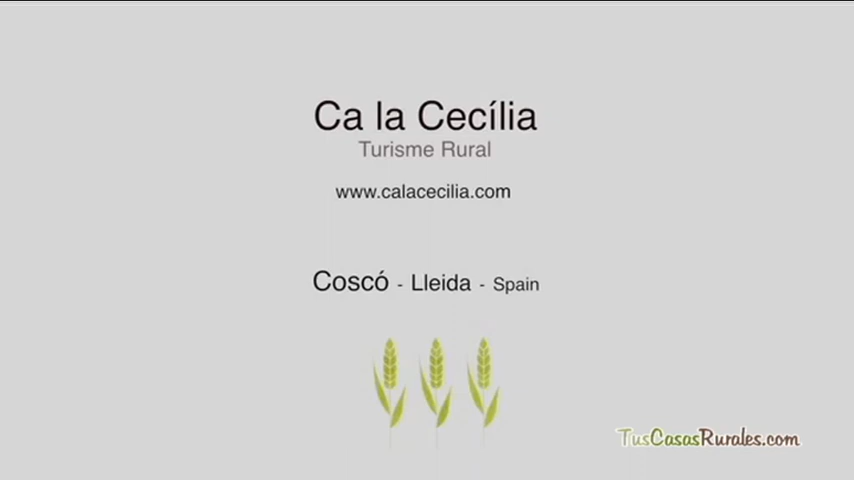 Ca la Cecília
Turisme Rural
www.calacecilia.com
Coscó - Lleida - Spain
TusCasasRurales.com